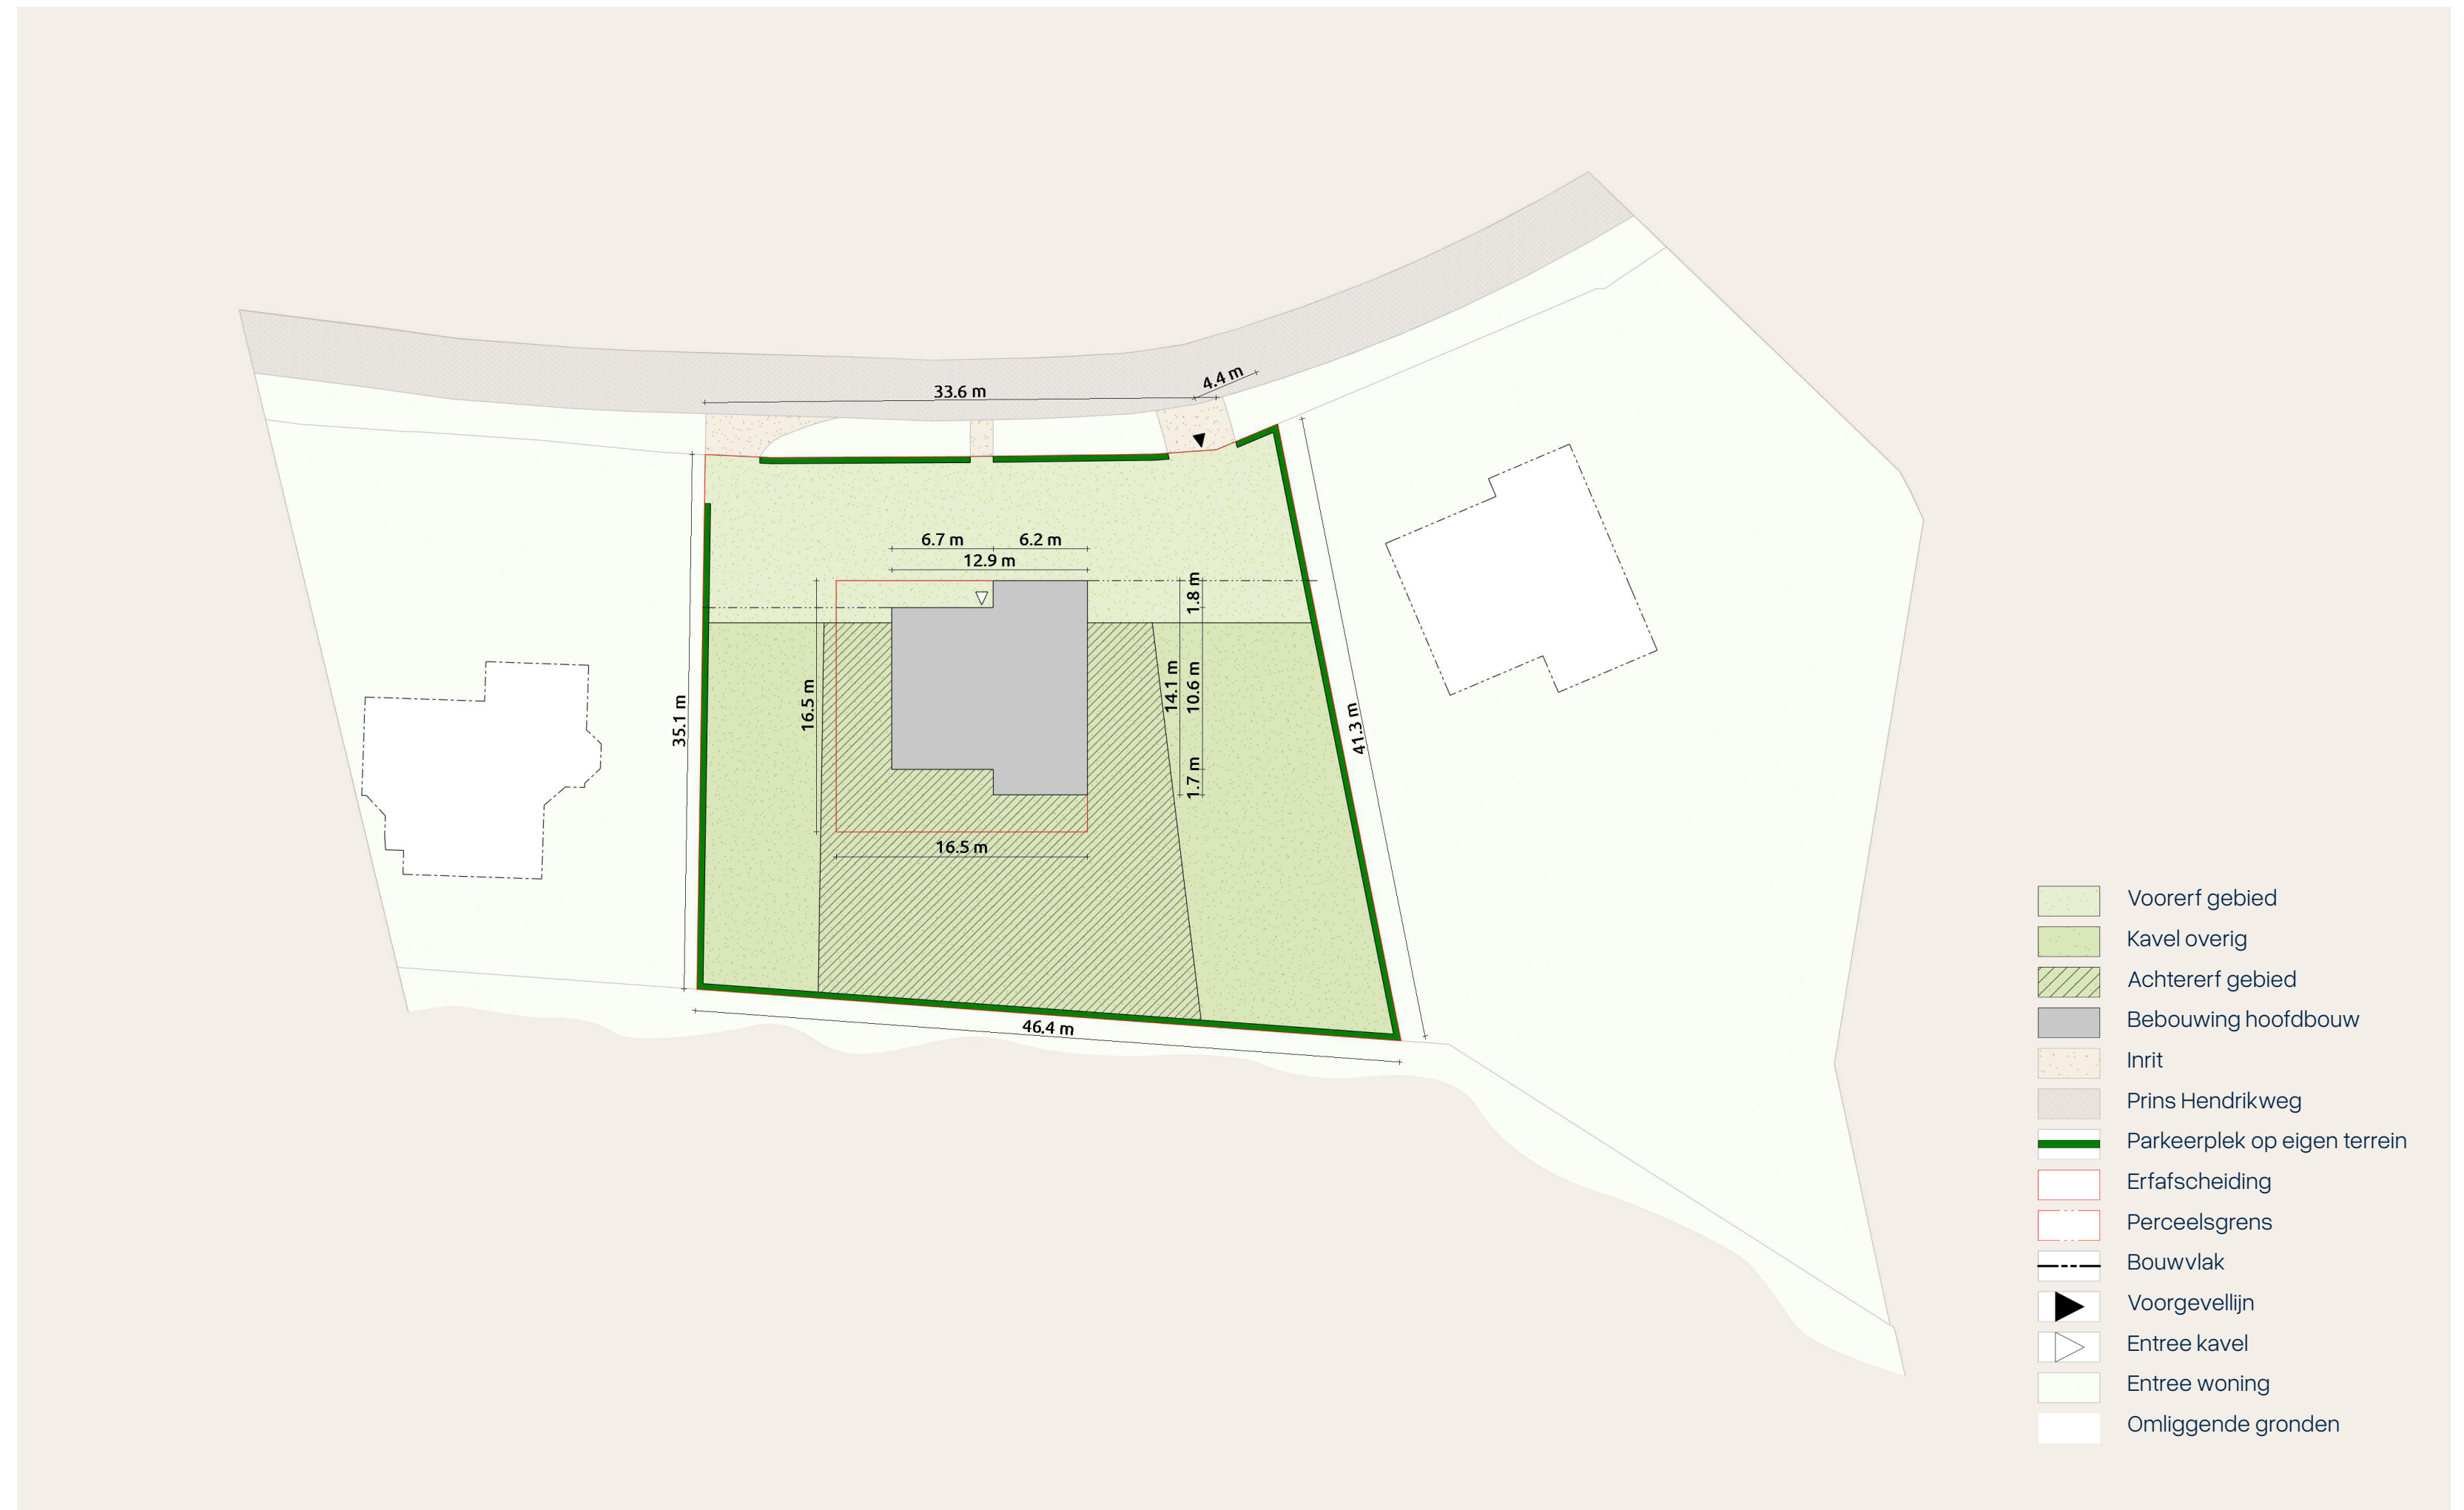 4.4 m
33.6 m
6.7 m
6.2 m
12.9 m
1.8 m
16.5 m
14.1 m
10.6 m
35.1 m
41.3 m
1.7 m
16.5 m
46.4 m
Voorerf gebied
Kavel overig
Achtererf gebied
Bebouwing hoofdbouw
Inrit
Prins Hendrikweg
Parkeerplek op eigen terrein
Erfafscheiding
Perceelsgrens
Bouwvlak
Voorgevellijn
Entree kavel
Entree woning
Omliggende gronden